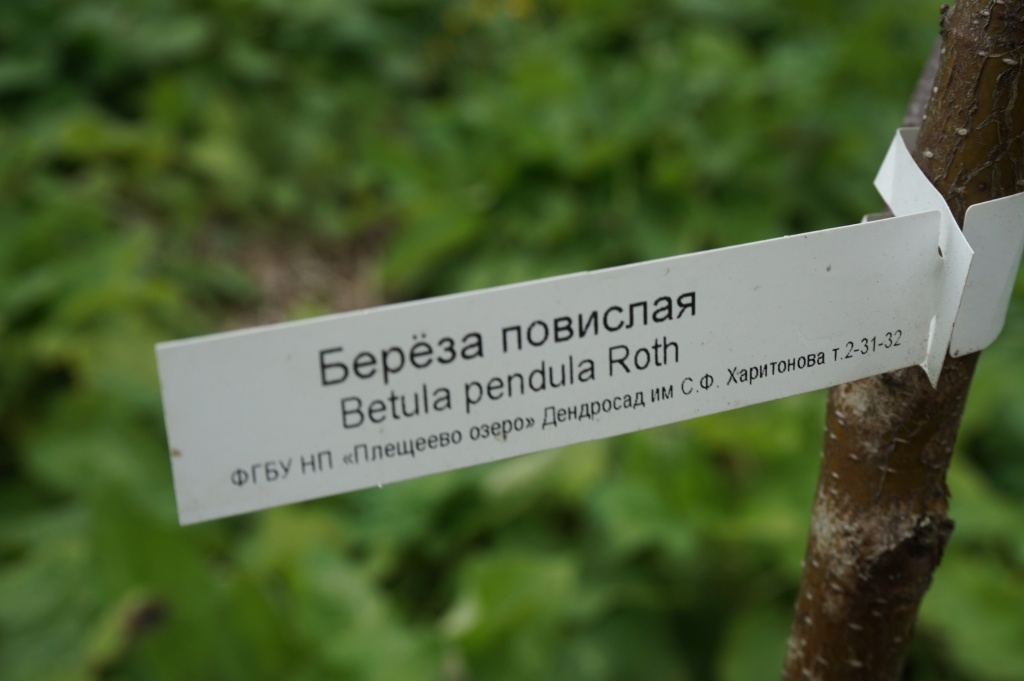 Берёза повислая
Betula pendula Roth
ФГБУ НП «Плещеево озеро» Дендросад им С.Ф. Харитонова т.2-31-32